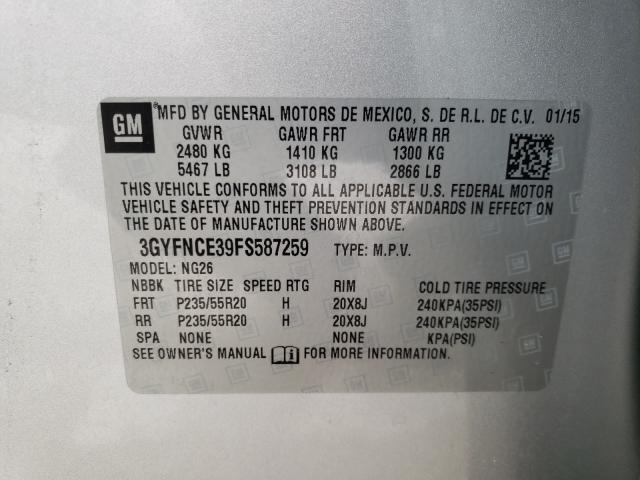 GM
®MFD BY GENERAL MOTORS DE MEXICO, S. DE R.L. DE C.V. 01/15
GVWR GAWR FRT GAWR RR
2480 KG 1410 KG 1300 KG
5467 LB 3108 LB 2866 LB
THIS VEHICLE CONFORMS TO ALL APPLICABLE U.S. FEDERAL MOTOR
VEHICLE SAFETY AND THEFT PREVENTION STANDARDS IN EFFECT ON
THE DATE OF MANUFACTURE SHOWN ABOVE.
3GYFNCE39FS587259 TYPE: M.P.V.
MODEL: NG26
NBBK TIRE SIZE SPEED RTG RIM COLD TIRE PRESSURE
FRT P235/55R20 H 20X8J 240KPA(35PSI)
RR P235/55R20 H 20X8J 240KPA(35PSI)
SPA NONE NONE KPA(PSI)
SEE OWNER'S MANUAL FOR MORE INFORMATION.